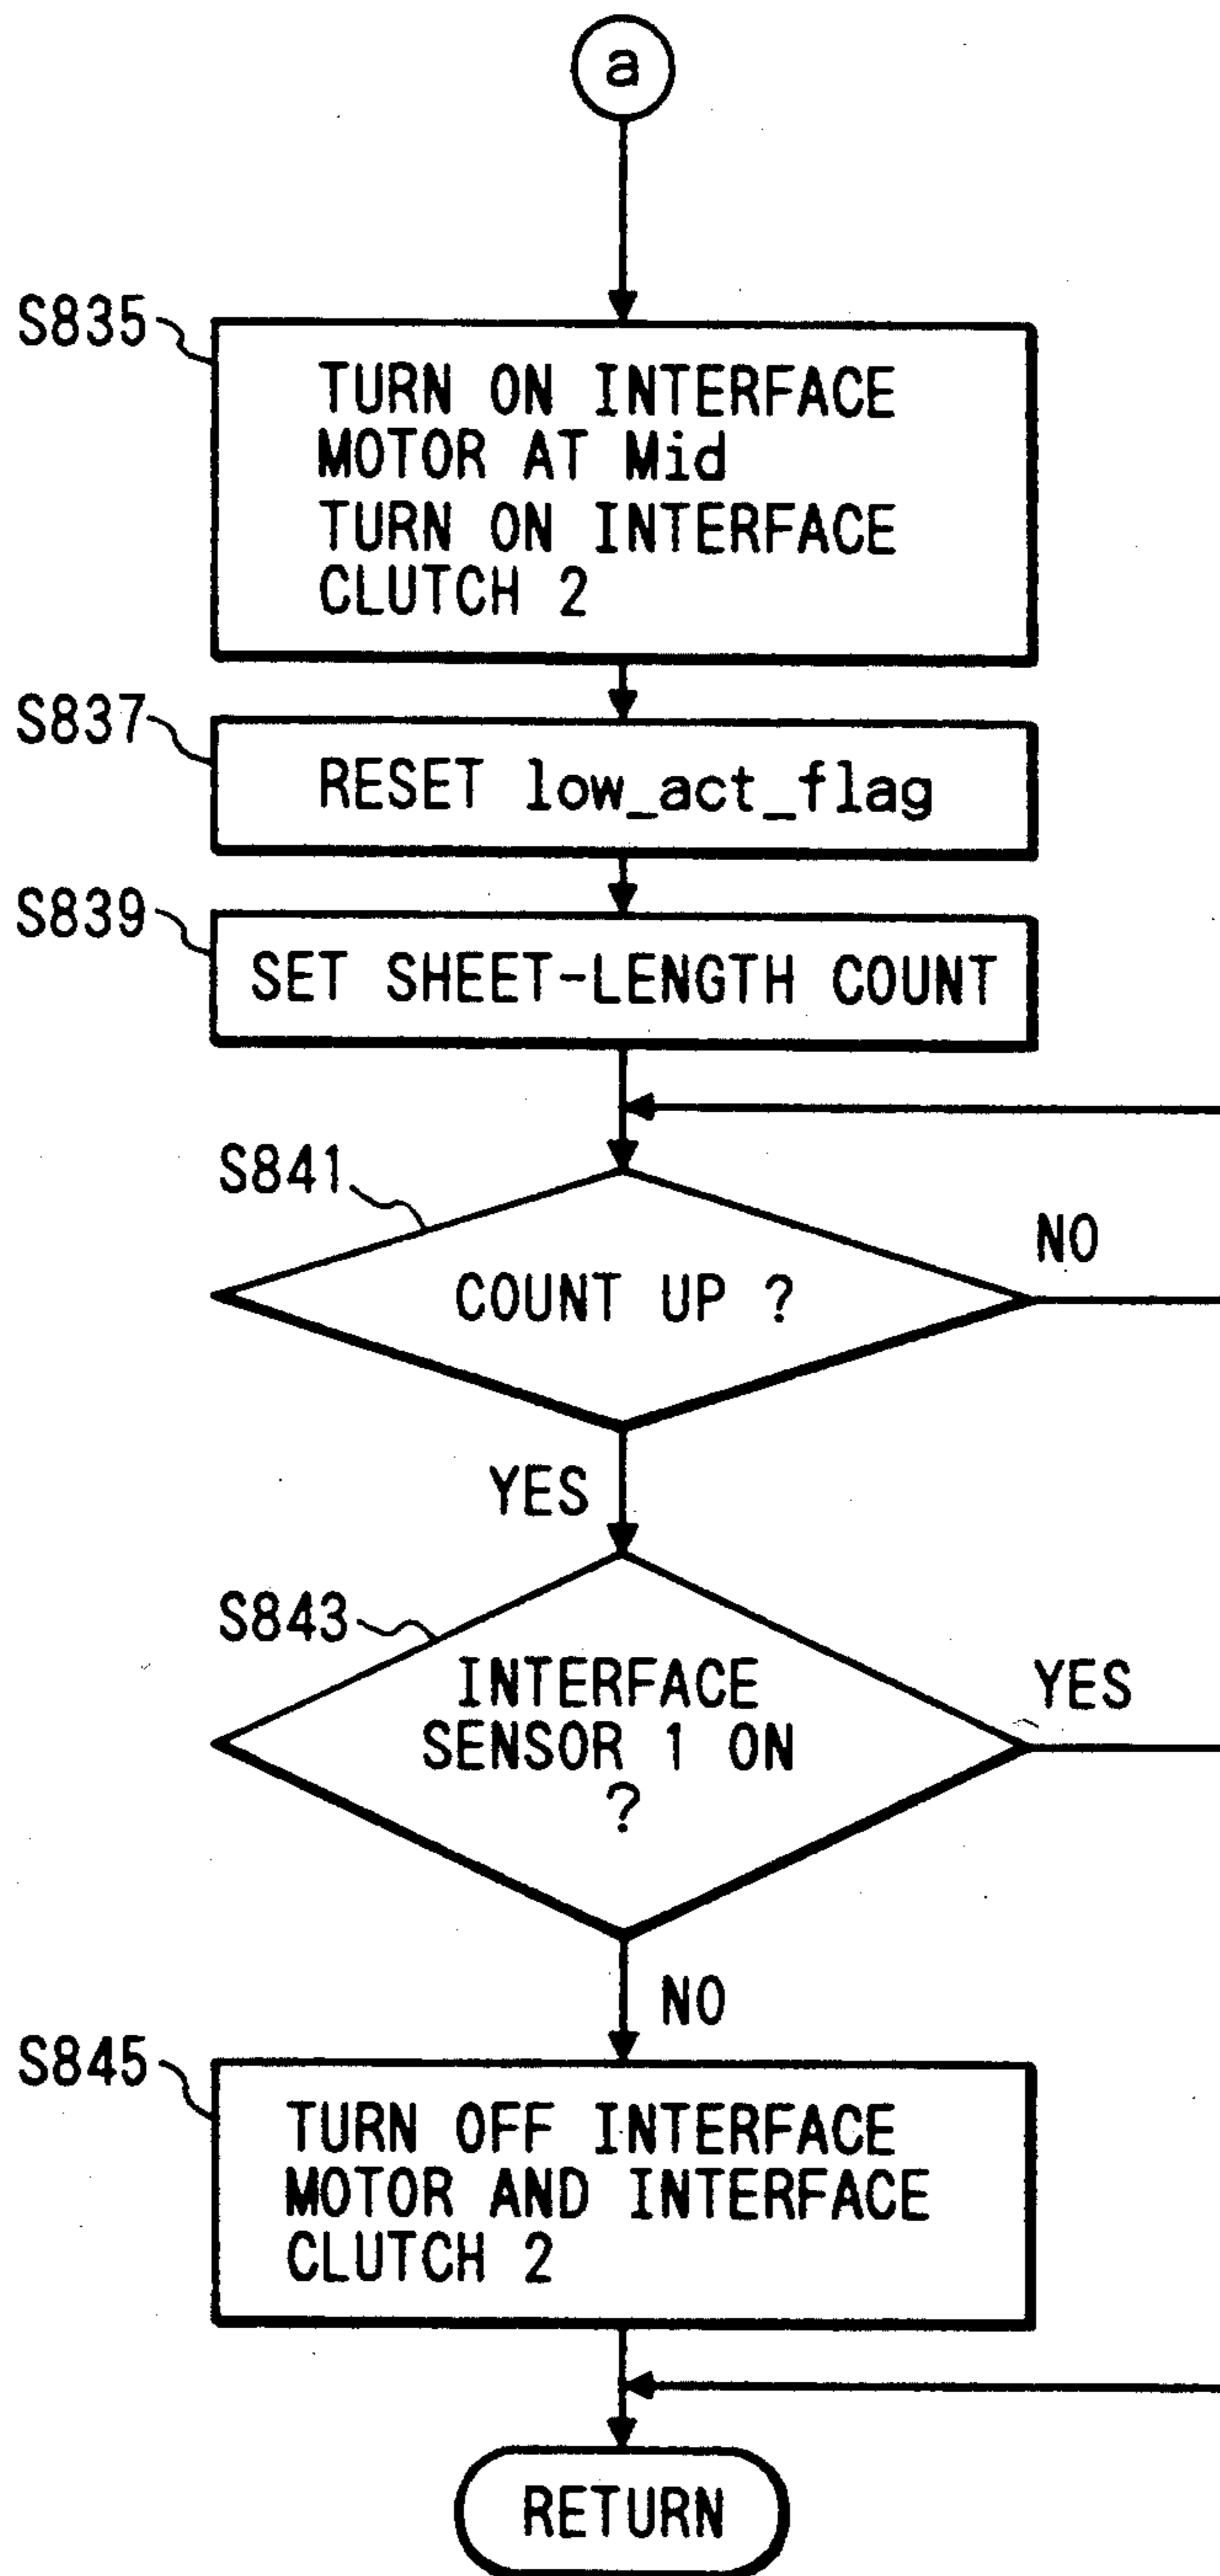 a
S835
TURN ON INTERFACE
MOTOR AT Mid
TURN ON INTERFACE
CLUTCH 2
S837
RESET low_act_flag
S839
SET SHEET-LENGTH COUNT
S841
COUNT UP ?
NO
YES
S843
INTERFACE
SENSOR 1 ON
?
YES
NO
S845
TURN OFF INTERFACE
MOTOR AND INTERFACE
CLUTCH 2
RETURN